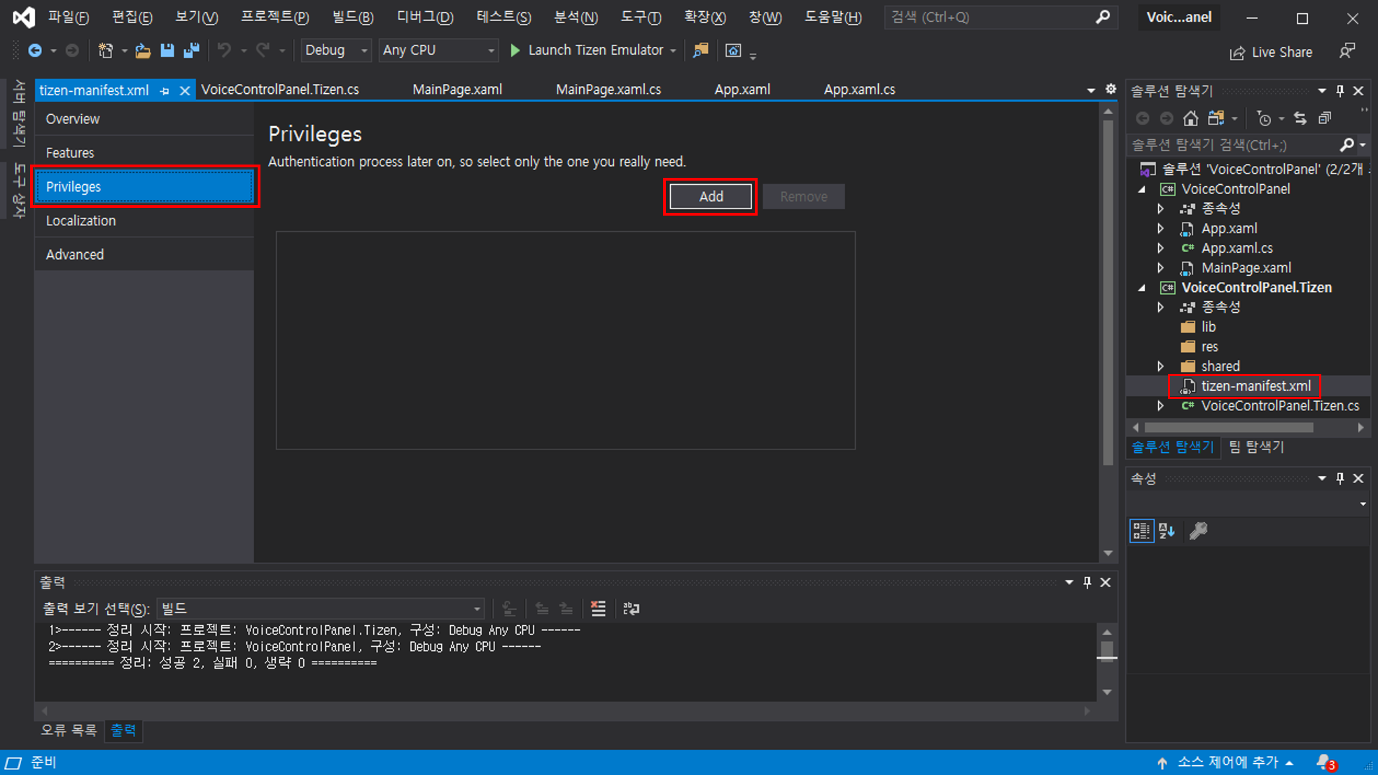 파일(F) 편집(E) 보기(V) 프로젝트(P) 빌드(B) 디버그(D) 테스트(S) 분석(N) 도구(T) 확장(X) 창(W) 도움말(H) 검색 (Ctrl+Q) Voic...anel
Debug Any CPU Launch Tizen Emulator Live Share
서버 탐색기
도구 상자
tizen-manifest.xml VoiceControlPanel.Tizen.cs MainPage.xaml MainPage.xaml.cs App.xaml App.xaml.cs
Overview
Features
Privileges
Localization
Advanced
Privileges
Authentication process later on, so select only the one you really need.
Add Remove
솔루션 탐색기
솔루션 탐색기 검색(Ctrl+;)
솔루션 'VoiceControlPanel' (2/2개
VoiceControlPanel
종속성
App.xaml
App.xaml.cs
MainPage.xaml
VoiceControlPanel.Tizen
종속성
lib
res
shared
tizen-manifest.xml
VoiceControlPanel.Tizen.cs
솔루션 탐색기 팀 탐색기
속성
출력
출력 보기 선택(S): 빌드
1>------ 정리 시작: 프로젝트: VoiceControlPanel.Tizen, 구성: Debug Any CPU ------
2>------ 정리 시작: 프로젝트: VoiceControlPanel, 구성: Debug Any CPU ------
========== 정리: 성공 2, 실패 0, 생략 0 ==========
오류 목록 출력
준비 소스 제어에 추가 3